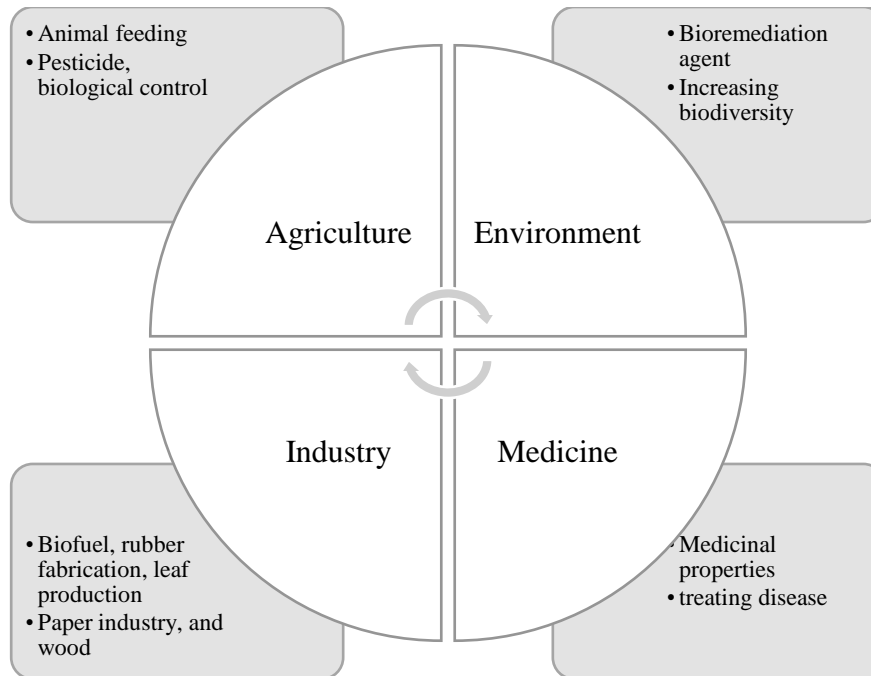 • Animal feeding
• Pesticide,
biological control
• Bioremediation
agent
• Increasing
biodiversity
Agriculture
Environment
Industry
Medicine
• Biofuel, rubber
fabrication, leaf
production
• Paper industry, and
wood
• Medicinal
properties
• treating disease